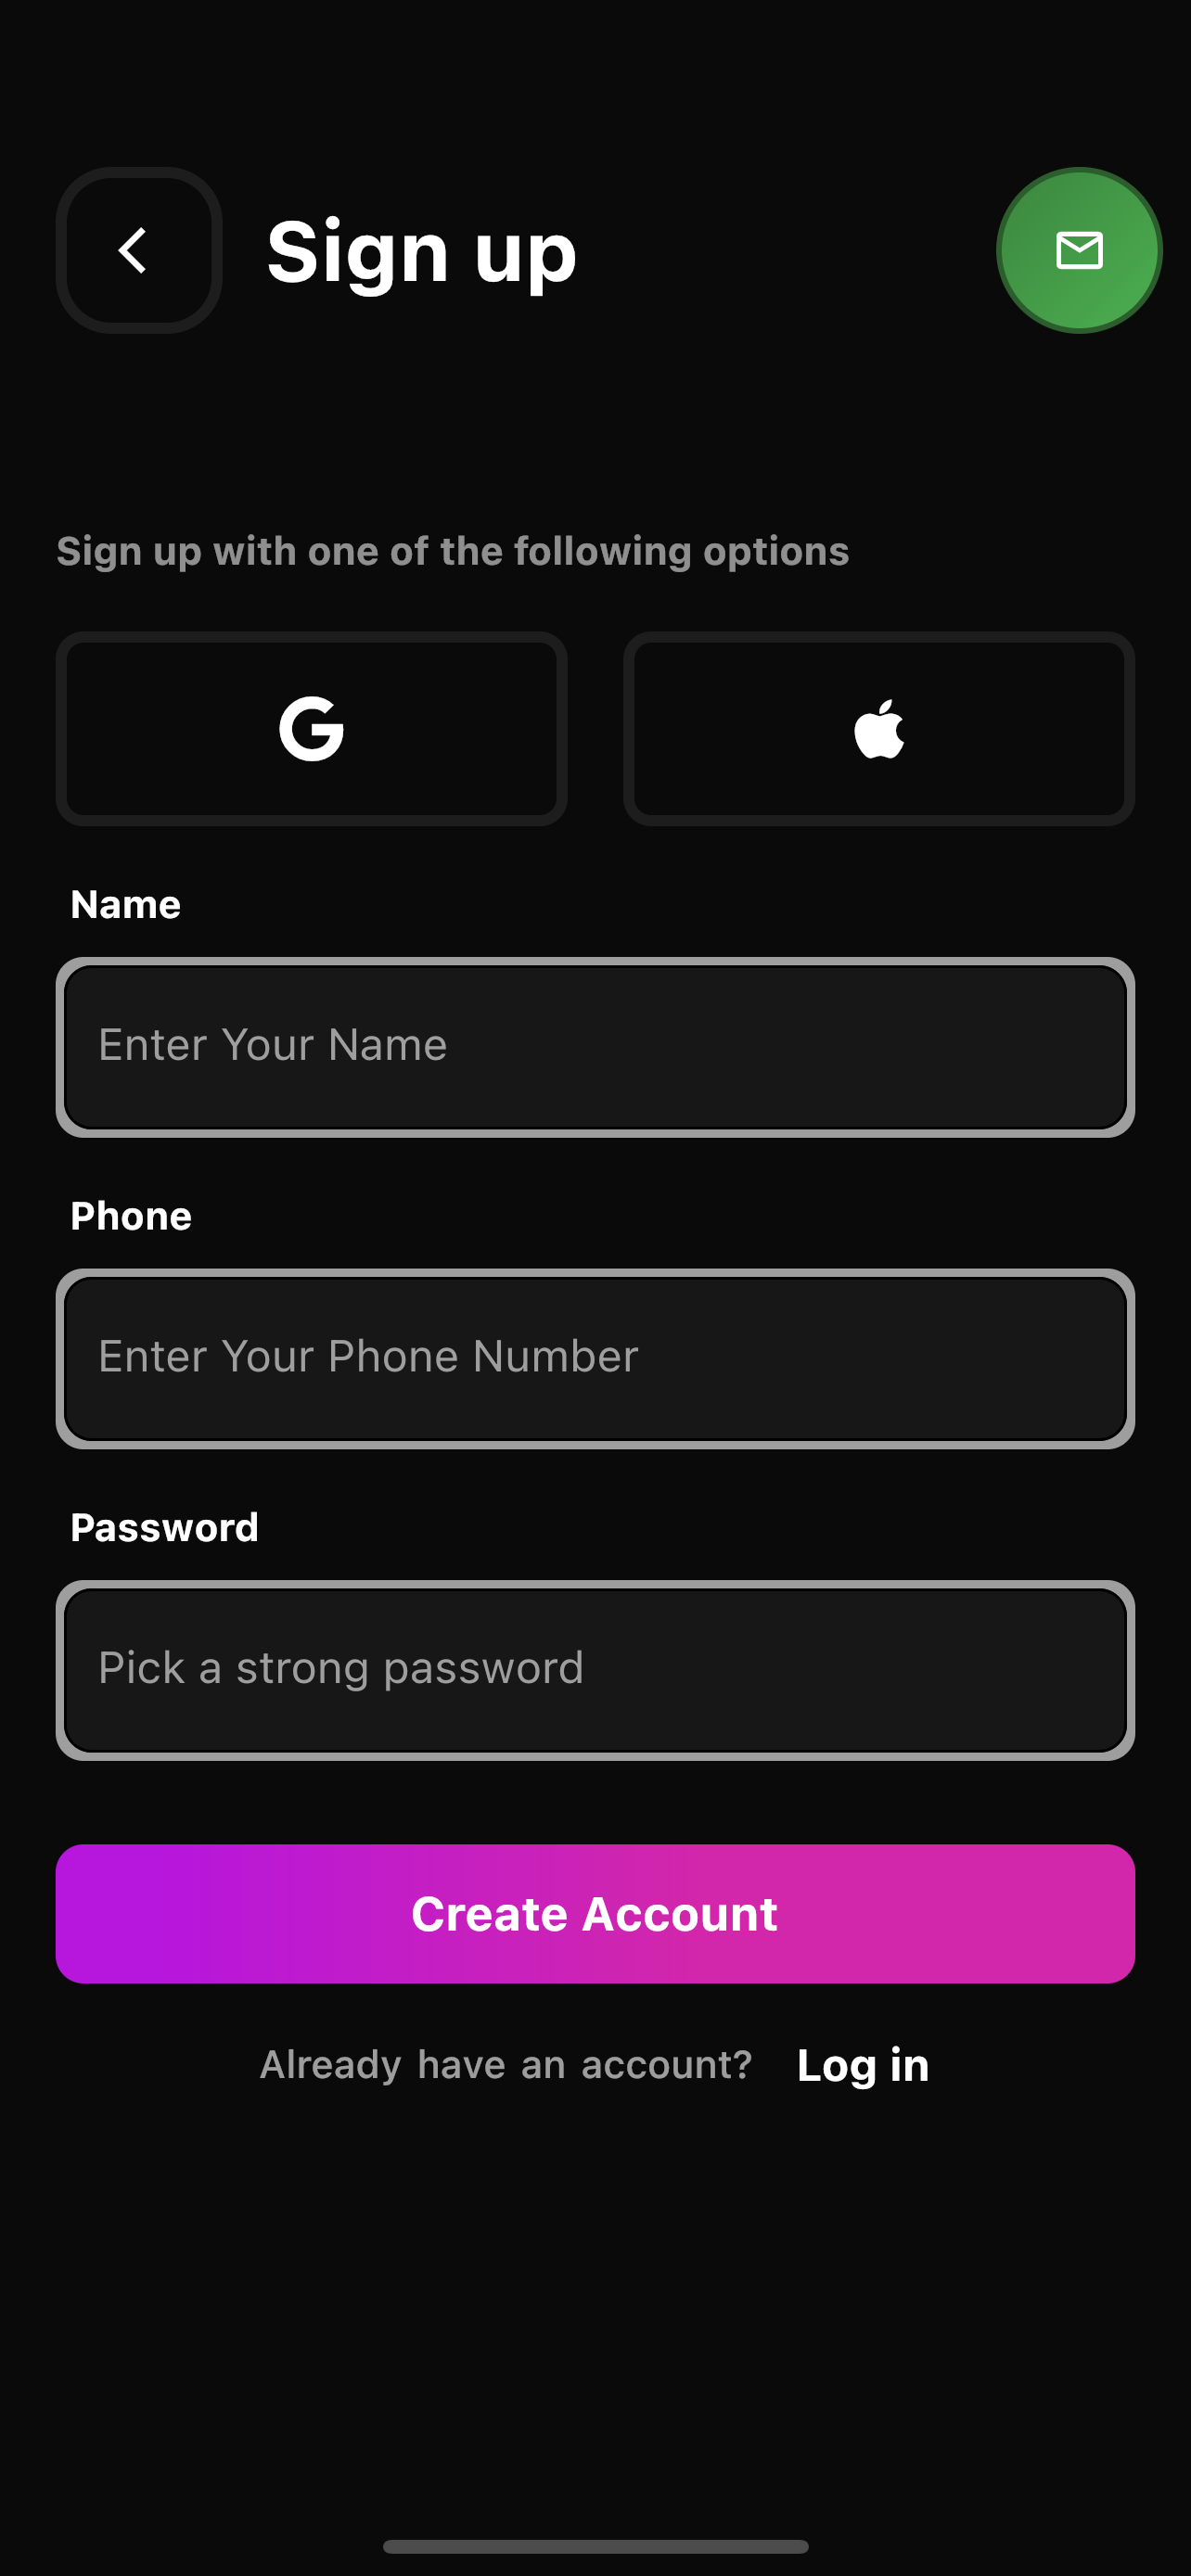 Sign up
Sign up with one of the following options
Name
Enter Your Name
Phone
Enter Your Phone Number
Password
Pick a strong password
Create Account
Already have an account? Log in